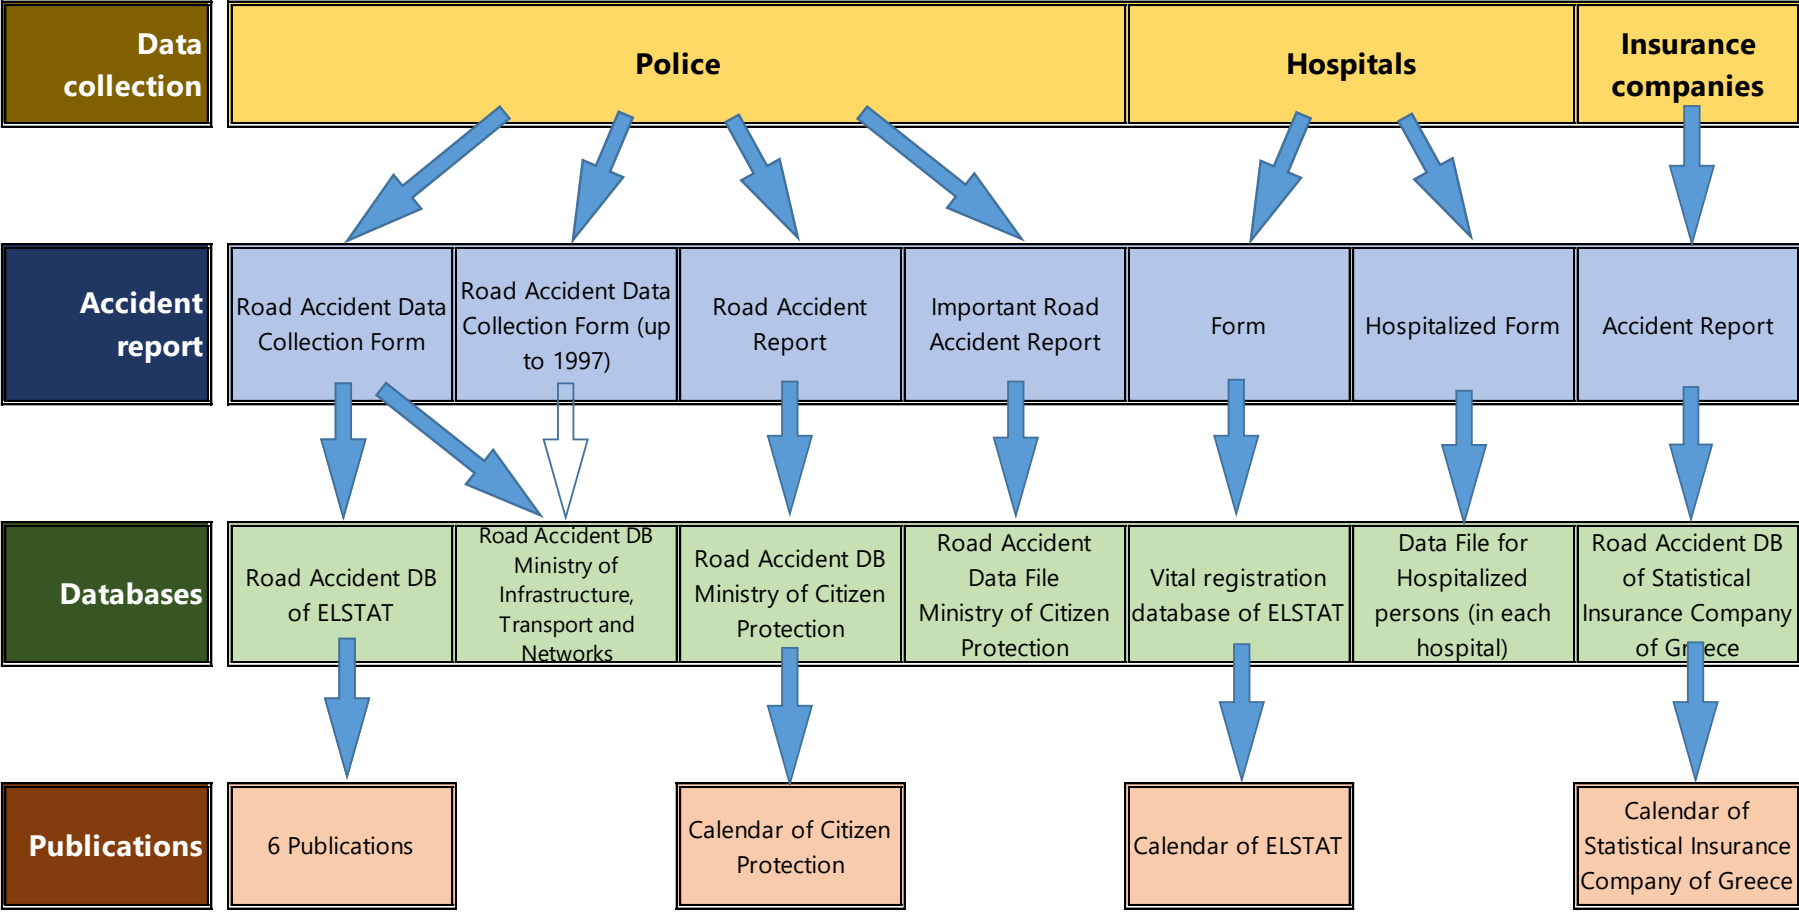 Data
collection
Police
Hospitals
Insurance
companies
Accident
report
Road Accident Data
Collection Form
Road Accident Data
Collection Form (up
to 1997)
Road Accident
Report
Important Road
Accident Report
Form
Hospitalized Form
Accident Report
Databases
Road Accident DB
of ELSTAT
Road Accident DB
Ministry of
Infrastructure,
Transport and
Networks
Road Accident DB
Ministry of Citizen
Protection
Road Accident
Data File
Ministry of Citizen
Protection
Vital registration
database of ELSTAT
Data File for
Hospitalized
persons (in each
hospital)
Road Accident DB
of Statistical
Insurance Company
of Greece
Publications
6 Publications
Calendar of Citizen
Protection
Calendar of ELSTAT
Calendar of
Statistical Insurance
Company of Greece